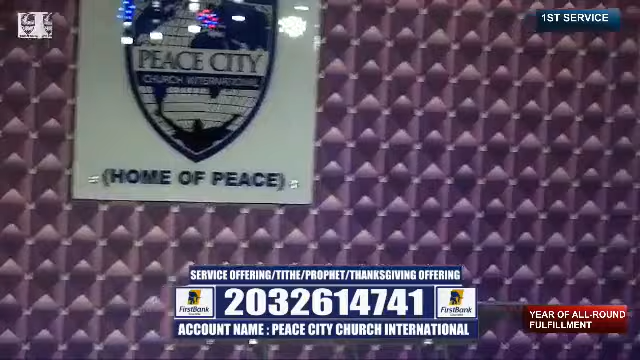 1ST SERVICE
PEACE CITY
CHURCH INTERNATIONAL
(HOME OF PEACE)
SERVICE OFFERING/TITHE/PROPHET/THANKSGIVING OFFERING
FirstBank
2032614741
FirstBank
ACCOUNT NAME : PEACE CITY CHURCH INTERNATIONAL
YEAR OF ALL-ROUND
FULFILLMENT